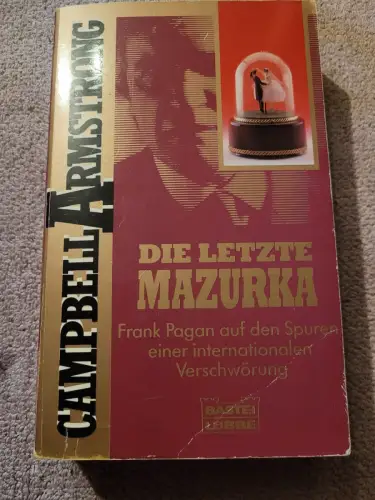 CAMPBELL ARMSTRONG
DIE LETZTE
MAZURKA
Frank Pagan auf den Spuren
einer internationalen
Verschwörung
BASTEI
LÜBBE